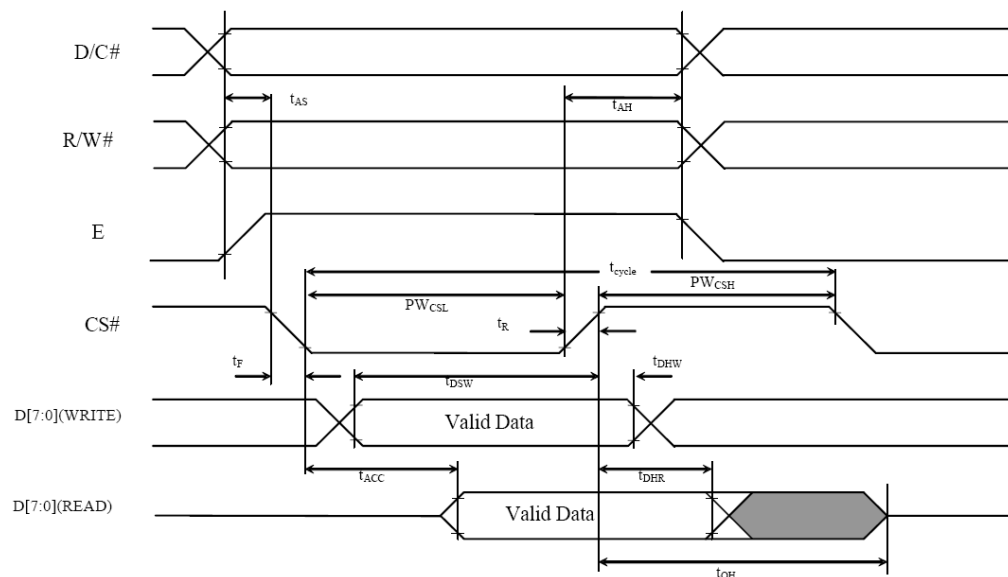 D/C#
tAS
tAH
R/W#
E
tcycle
PWCSL
PWCSH
CS#
tR
tF
tDSW
tDHW
D[7:0](WRITE)
Valid Data
tACC
tDHR
D[7:0](READ)
Valid Data
tOH